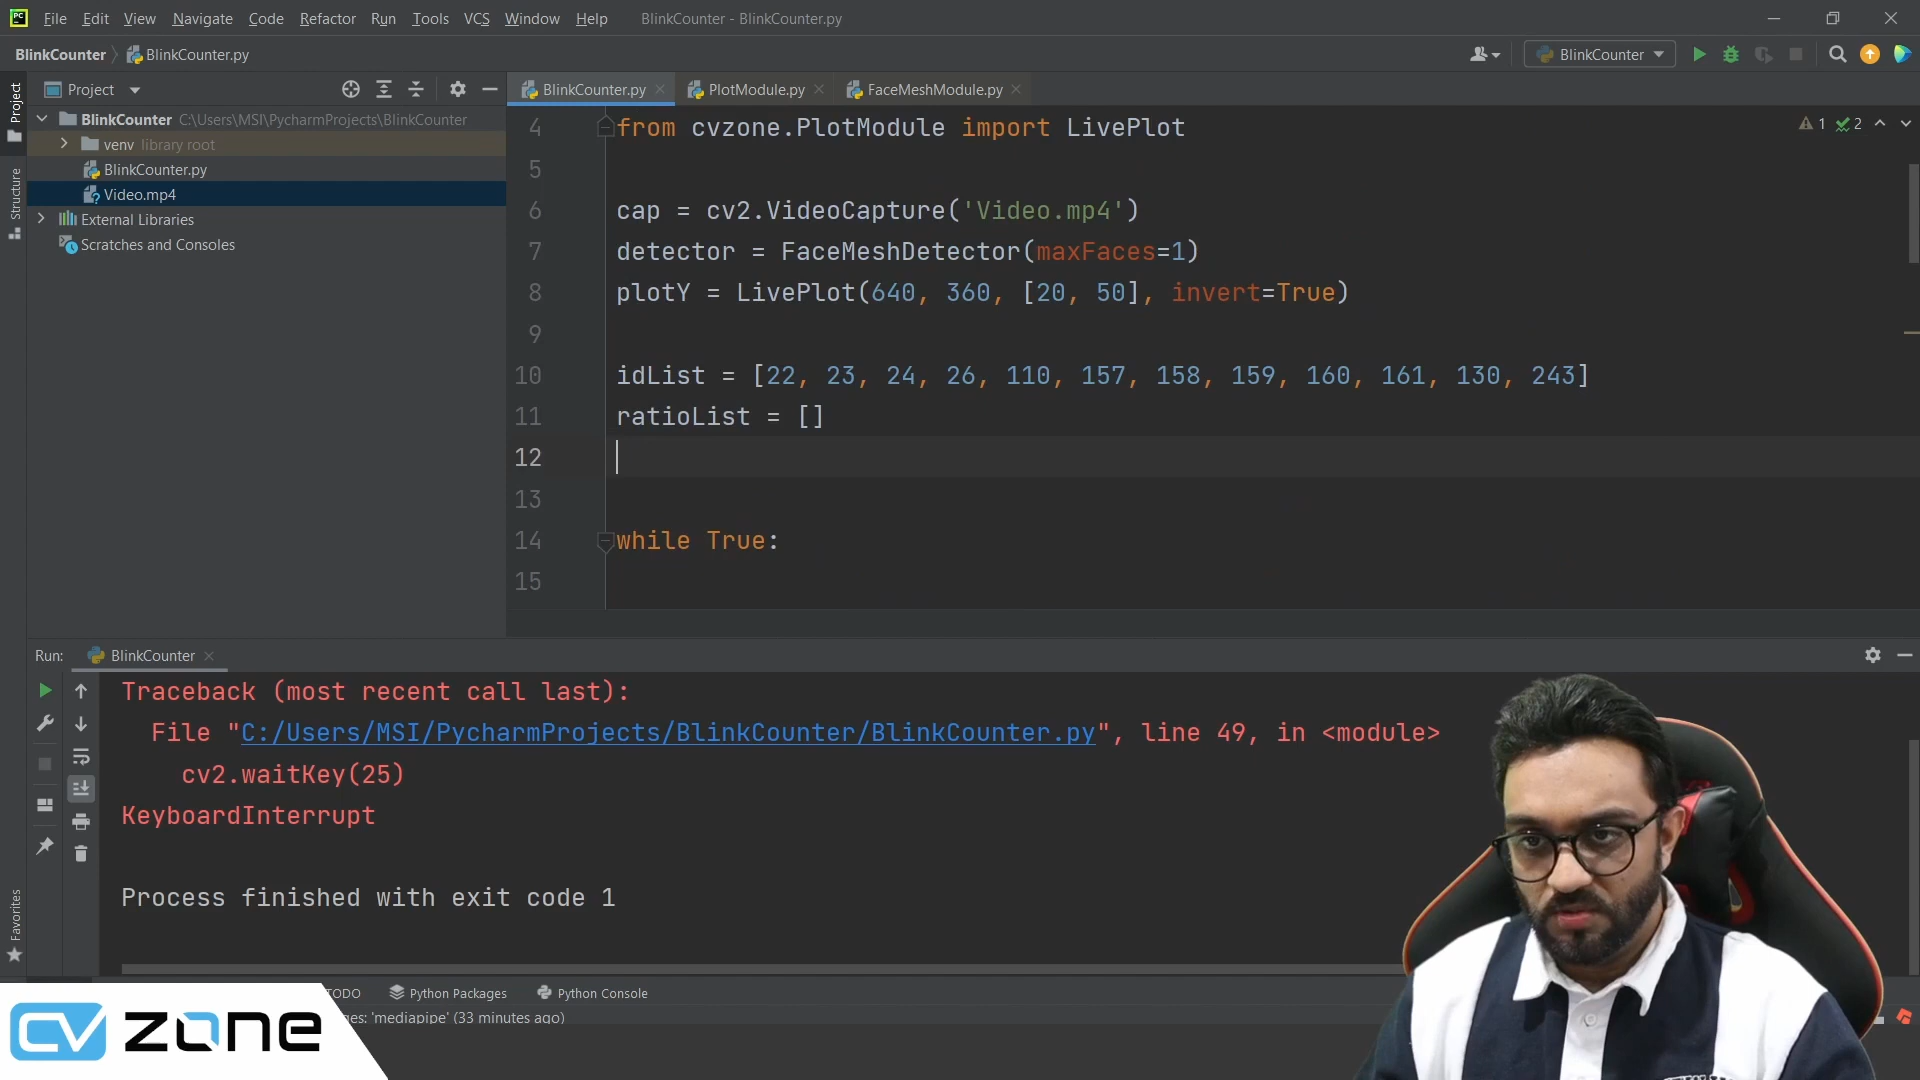 File Edit View Navigate Code Refactor Run Tools VCS Window Help BlinkCounter - BlinkCounter.py
BlinkCounter BlinkCounter.py BlinkCounter
Project
Project
BlinkCounter.py PlotModule.py FaceMeshModule.py
BlinkCounter C:\Users\MSI\PycharmProjects\BlinkCounter
venv library root
BlinkCounter.py
Video.mp4
External Libraries
Scratches and Consoles
Structure
1 2
4 from cvzone.PlotModule import LivePlot
5
6 cap = cv2.VideoCapture('Video.mp4')
7 detector = FaceMeshDetector(maxFaces=1)
8 plotY = LivePlot(640, 360, [20, 50], invert=True)
9
10 idList = [22, 23, 24, 26, 110, 157, 158, 159, 160, 161, 130, 243]
11 ratioList = []
12
13
14 while True:
15
Run: BlinkCounter
Traceback (most recent call last):
File "C:/Users/MSI/PycharmProjects/BlinkCounter/BlinkCounter.py", line 49, in <module>
cv2.waitKey(25)
KeyboardInterrupt
Process finished with exit code 1
Favorites
TODO Python Packages Python Console
'mediapipe' (33 minutes ago)
CV ZONE